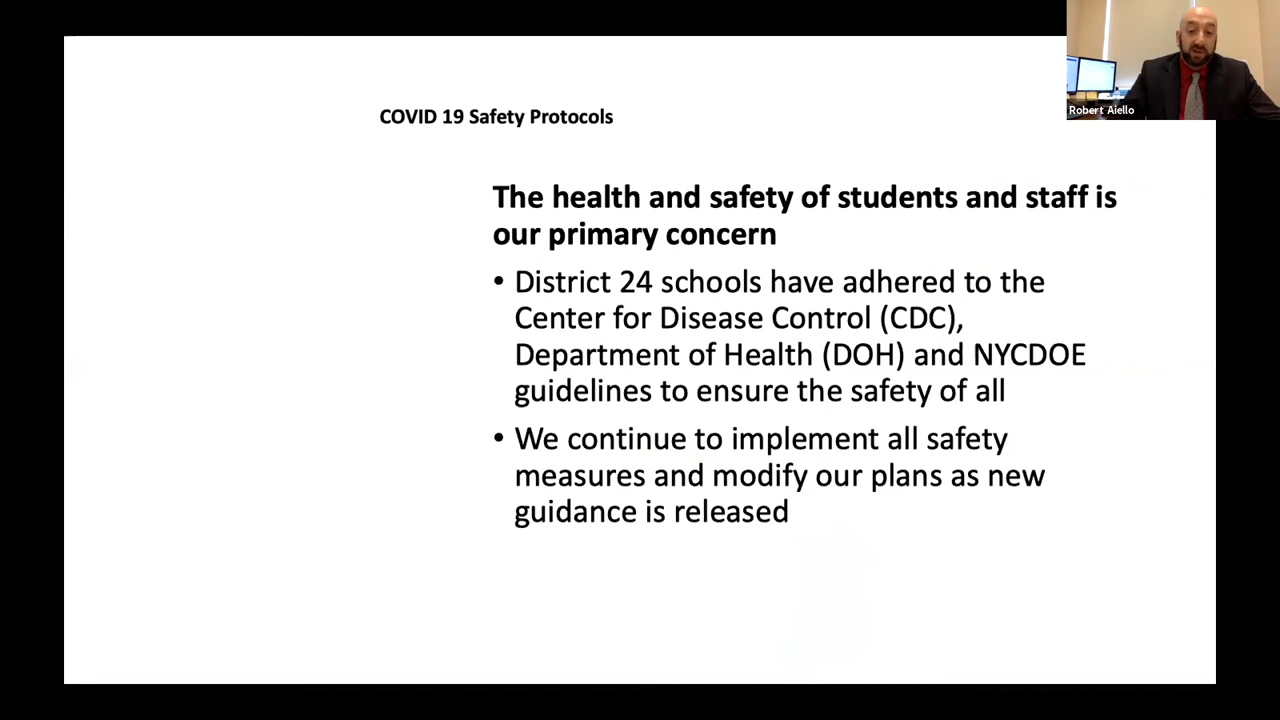 COVID 19 Safety Protocols
Robert Aiello
The health and safety of students and staff is
our primary concern
• District 24 schools have adhered to the
Center for Disease Control (CDC),
Department of Health (DOH) and NYCDOE
guidelines to ensure the safety of all
• We continue to implement all safety
measures and modify our plans as new
guidance is released